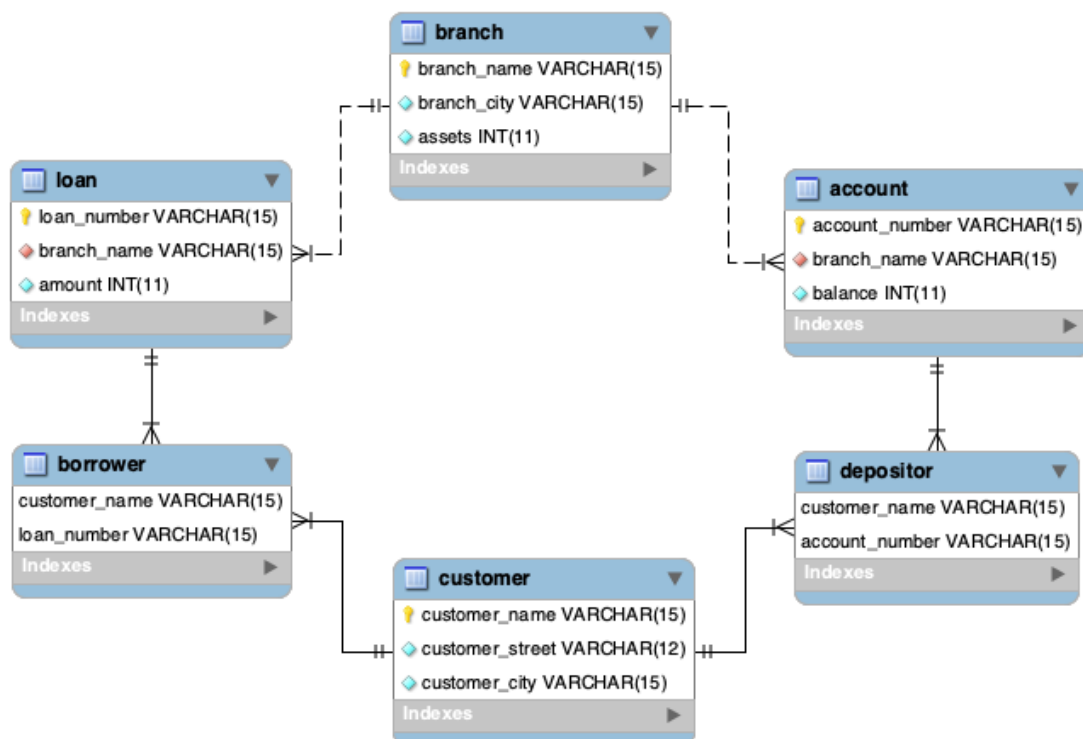 branch
branch_name VARCHAR(15)
branch_city VARCHAR(15)
assets INT(11)
Indexes
loan
loan_number VARCHAR(15)
branch_name VARCHAR(15)
amount INT(11)
Indexes
account
account_number VARCHAR(15)
branch_name VARCHAR(15)
balance INT(11)
Indexes
borrower
customer_name VARCHAR(15)
loan_number VARCHAR(15)
Indexes
depositor
customer_name VARCHAR(15)
account_number VARCHAR(15)
Indexes
customer
customer_name VARCHAR(15)
customer_street VARCHAR(12)
customer_city VARCHAR(15)
Indexes